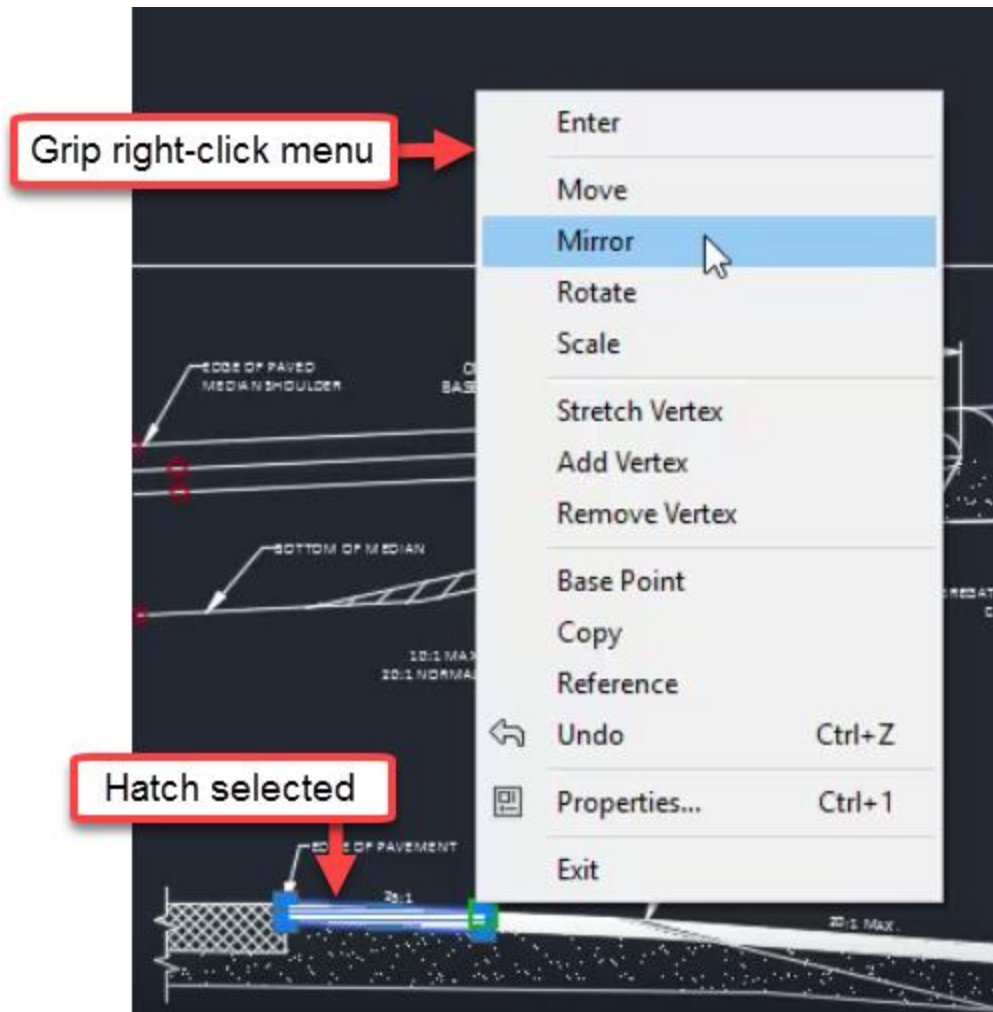 Enter
Grip right-click menu
Move
Mirror
Rotate
Scale
EDGE OF PAVED
MEDIAN SHOULDER
Stretch Vertex
Add Vertex
Remove Vertex
BOTTOM OF MEDIAN
Base Point
Copy
10:1 MAX
20:1 NORMAL
Reference
Undo Ctrl+Z
Hatch selected
Properties... Ctrl+1
EDGE OF PAVEMENT
Exit
25:1
20:1 MAX.